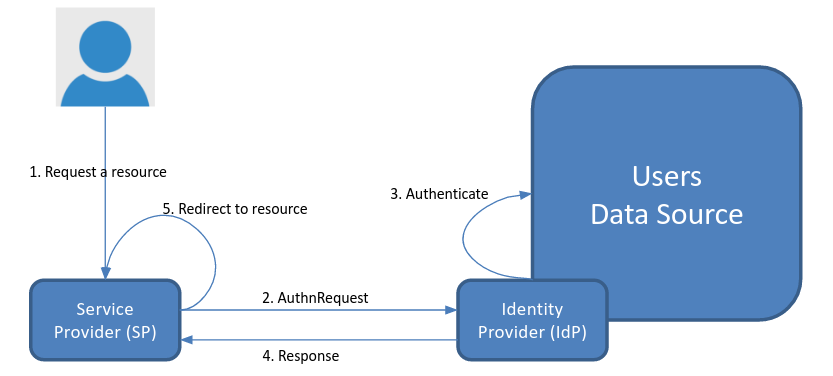 1. Request a resource
5. Redirect to resource
3. Authenticate
Users
Data Source
2. AuthnRequest
Service
Provider (SP)
Identity
Provider (IdP)
4. Response